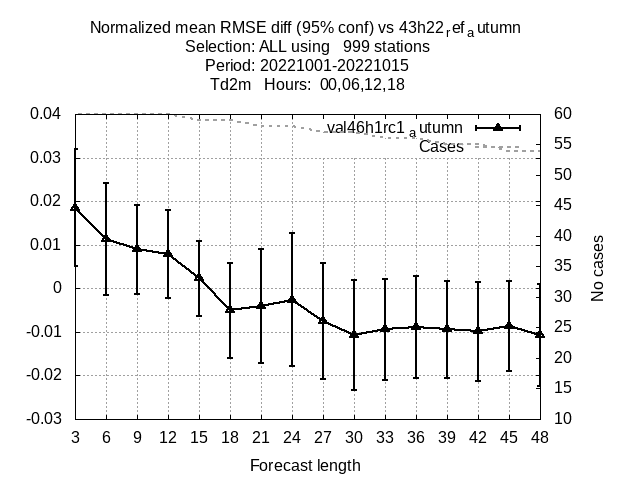 Normalized mean RMSE diff (95% conf) vs 43h22refautumn
Selection: ALL using 999 stations
Period: 20221001-20221015
Td2m Hours: 00,06,12,18
val46h1rc1autumn
Cases
0.04
0.03
0.02
0.01
0
-0.01
-0.02
-0.03
60
55
50
45
40
35
30
25
20
15
10
No cases
3 6 9 12 15 18 21 24 27 30 33 36 39 42 45 48
Forecast length